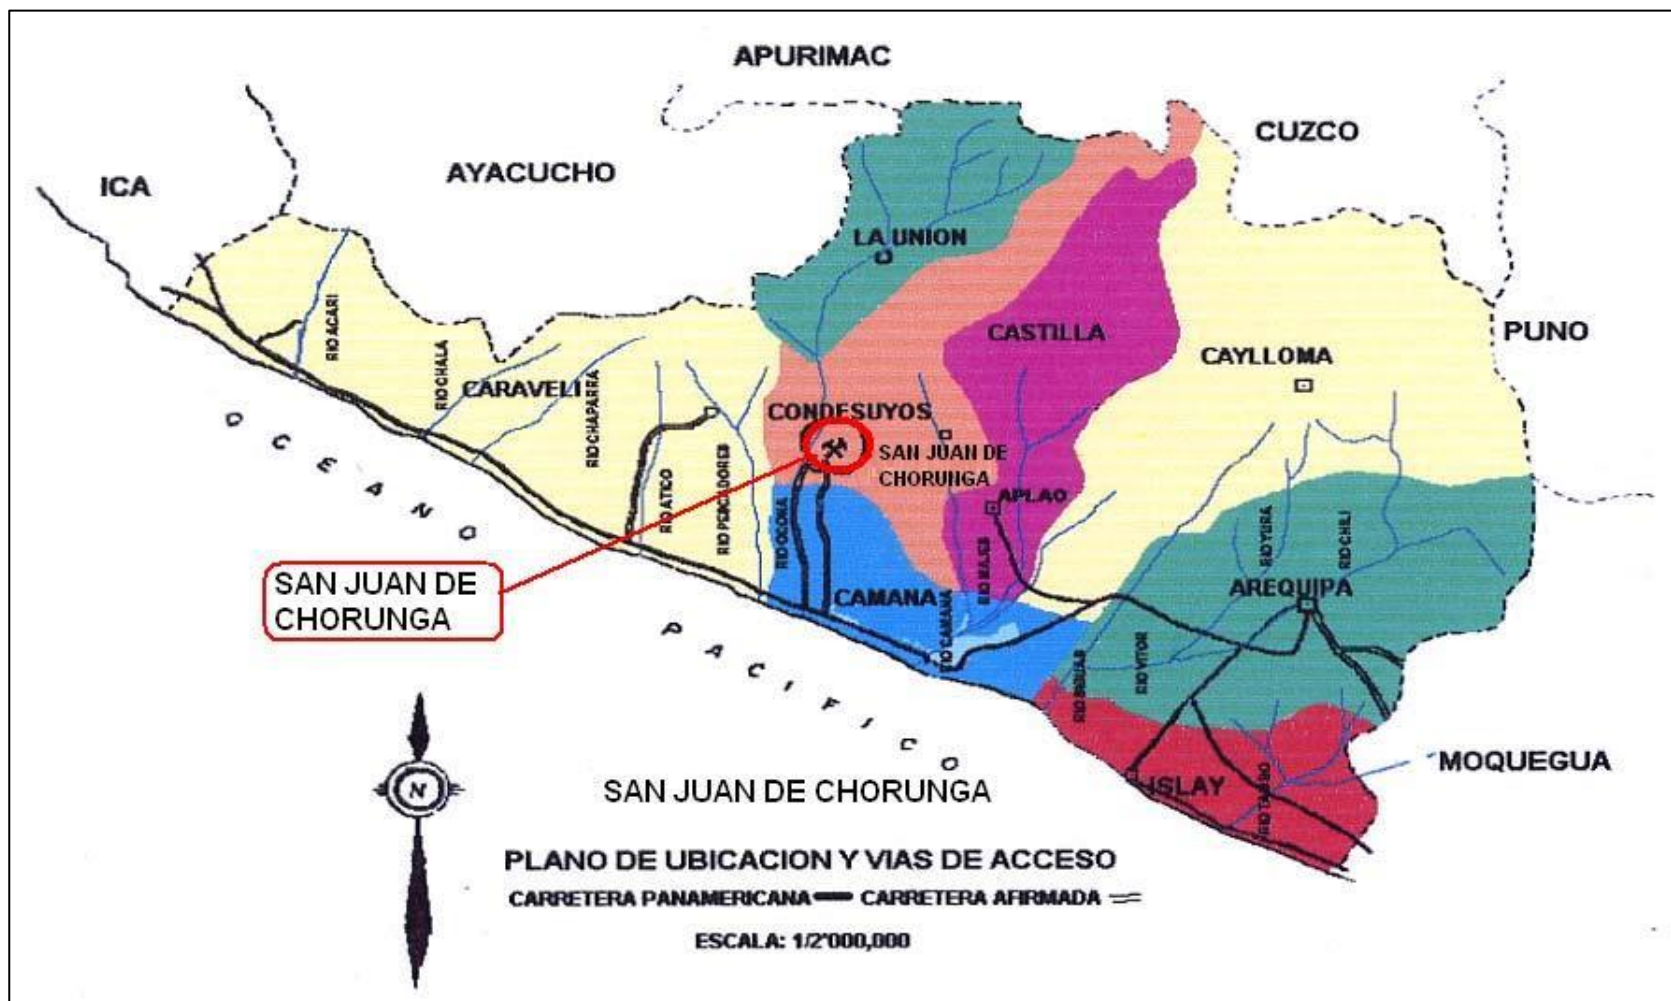 APURIMAC
CUZCO
AYACUCHO
ICA
LA UNION
PUNO
CASTILLA
CAYLLOMA
RIO ACARI
RIO CHALA
CARAVELI
RIO CHAPARRA
CONDESUYOS
SAN JUAN DE
CHORUNGA
APLAO
RIO ATICO
RIO PESCADORES
RIO OCOÑA
RIO YURA
RIO CHILI
OCEANO
PACIFICO
SAN JUAN DE
CHORUNGA
CAMANA
RIO CAMANA
RIO MAJES
AREQUIPA
RIO SIGUAS
RIO VITOR
ISLAY
RIO TAMBO
MOQUEGUA
N
SAN JUAN DE CHORUNGA
PLANO DE UBICACION Y VIAS DE ACCESO
CARRETERA PANAMERICANA CARRETERA AFIRMADA
ESCALA: 1/2'000,000